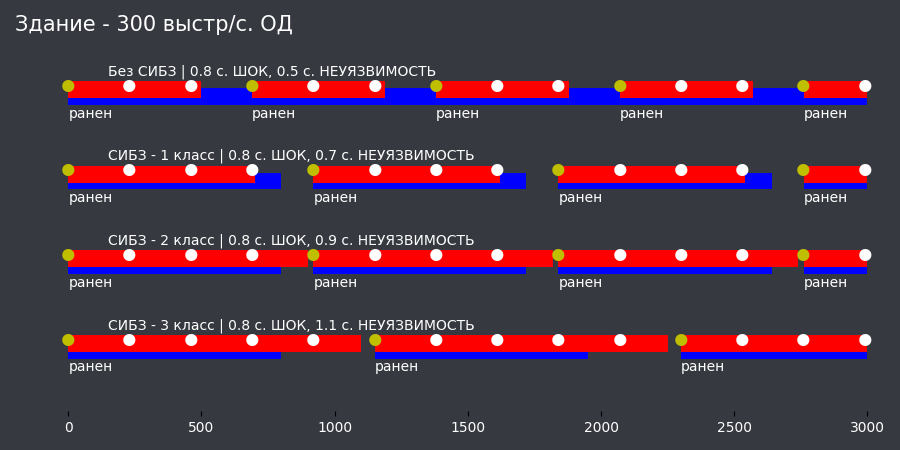 Здание - 300 выстр/с. ОД
Без СИБЗ | 0.8 с. ШОК, 0.5 с. НЕУЯЗВИМОСТЬ
ранен ранен ранен ранен ранен
СИБЗ - 1 класс | 0.8 с. ШОК, 0.7 с. НЕУЯЗВИМОСТЬ
ранен ранен ранен ранен
СИБЗ - 2 класс | 0.8 с. ШОК, 0.9 с. НЕУЯЗВИМОСТЬ
ранен ранен ранен ранен
СИБЗ - 3 класс | 0.8 с. ШОК, 1.1 с. НЕУЯЗВИМОСТЬ
ранен ранен ранен
0 500 1000 1500 2000 2500 3000